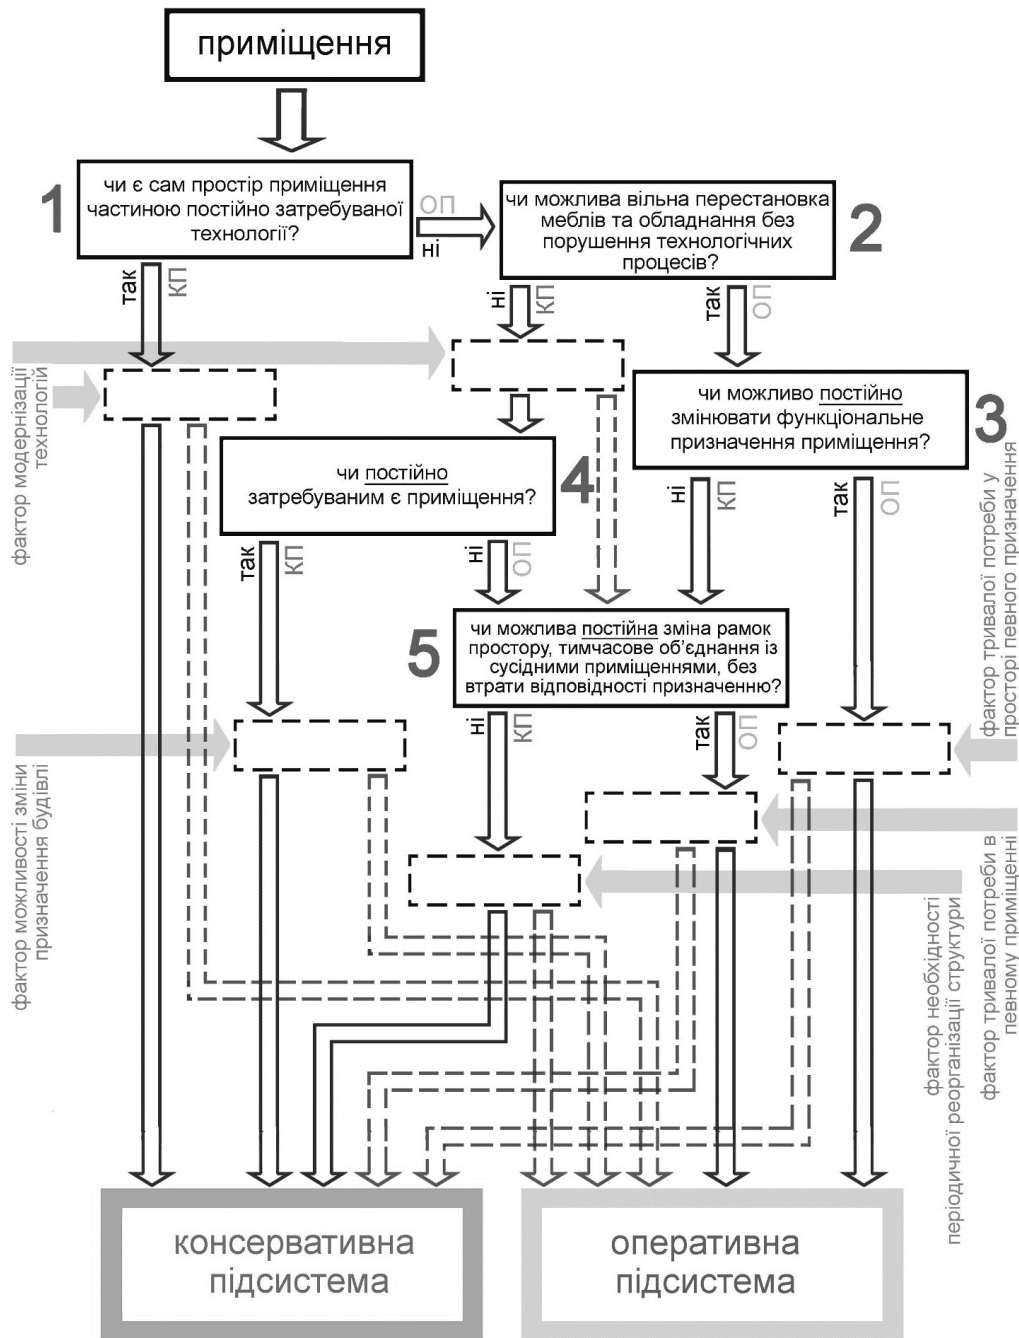 приміщення
1
чи є сам простір приміщення
частиною постійно затребуваної
технології?
ОП
ні
так
КП
чи можлива вільна перестановка
меблів та обладнання без
порушення технологічних
процесів?
2
ні
КП
так
ОП
фактор модернізації
технологій
чи можливо постійно
змінювати функціональне
призначення приміщення?
3
чи постійно
затребуваним є приміщення?
4
ні
КП
так
ОП
так
КП
ні
ОП
фактор тривалої потреби у
просторі певного призначення
5
чи можлива постійна зміна рамок
простору, тимчасове об’єднання із
сусідними приміщеннями, без
втрати відповідності призначенню?
ні
КП
так
ОП
фактор можливості зміни
призначення будівлі
фактор необхідності
періодичної реорганізації структури
фактор тривалої потреби в
певному приміщенні
консервативна
підсистема
оперативна
підсистема